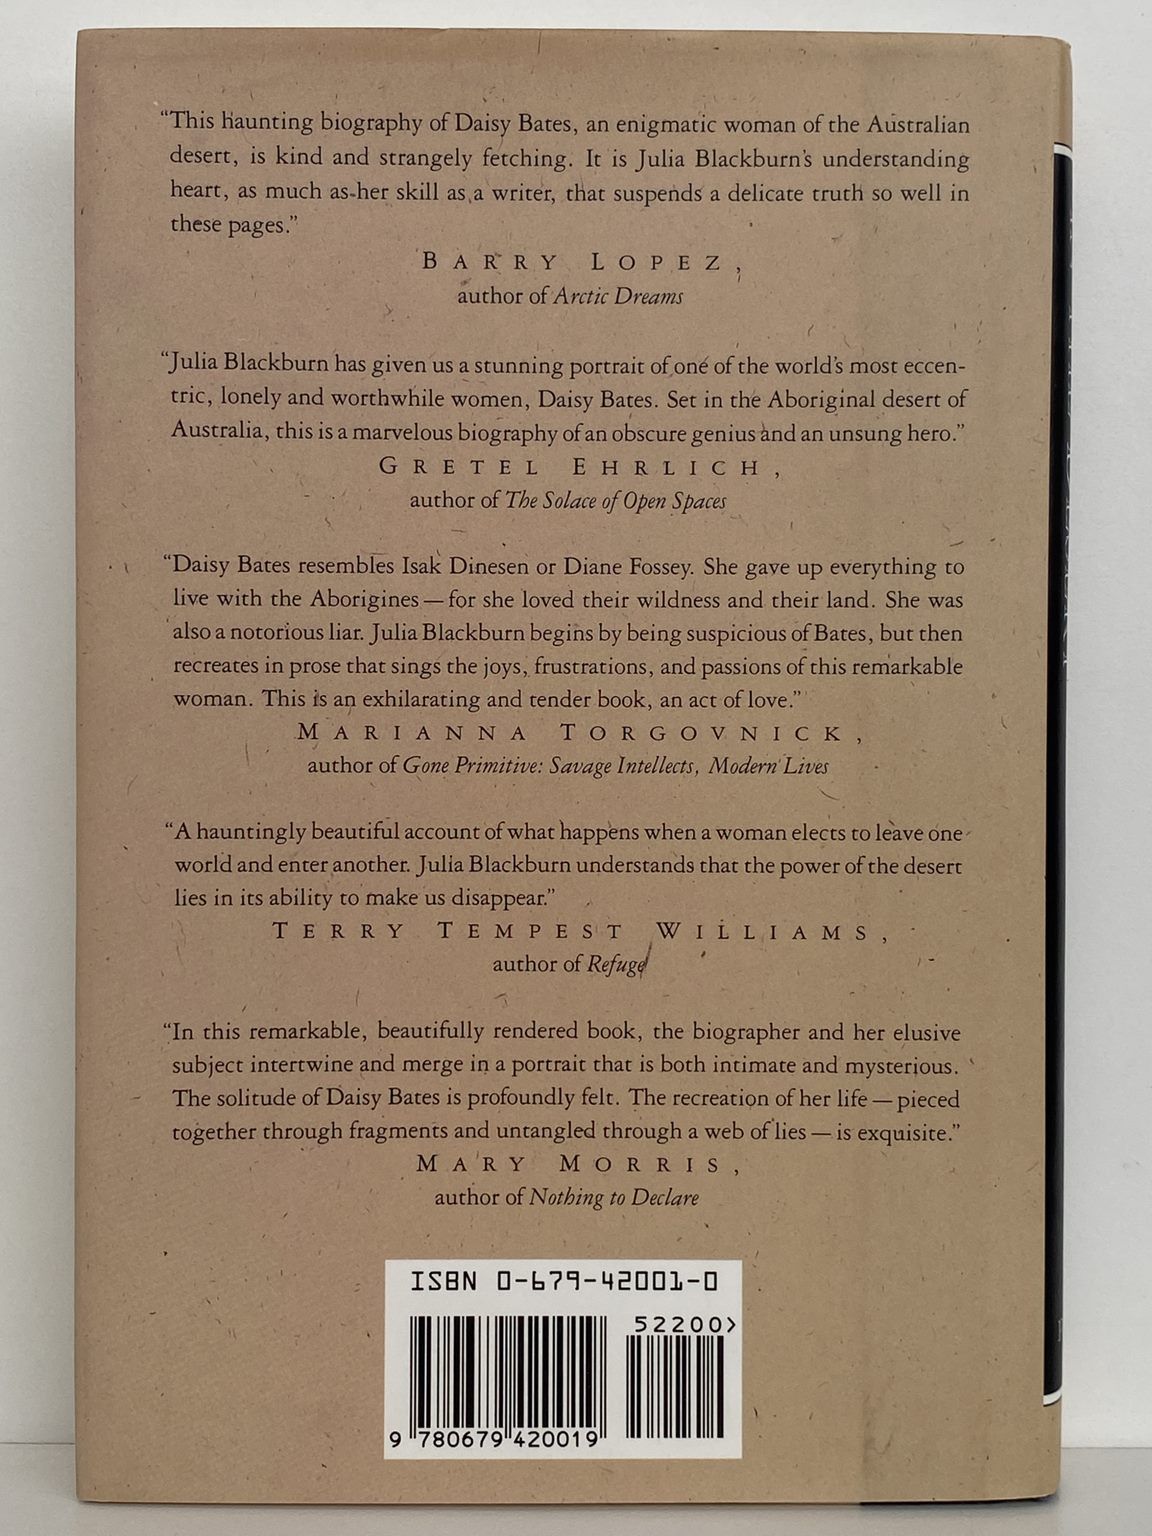 “This haunting biography of Daisy Bates, an enigmatic woman of the Australian
desert, is kind and strangely fetching. It is Julia Blackburn's understanding
heart, as much as her skill as a writer, that suspends a delicate truth so well in
these pages.”
BARRY LOPEZ,
author of Arctic Dreams
“Julia Blackburn has given us a stunning portrait of one of the world's most eccen-
tric, lonely and worthwhile women, Daisy Bates. Set in the Aboriginal desert of
Australia, this is a marvelous biography of an obscure genius and an unsung hero.”
GRETEL EHRLICH,
author of The Solace of Open Spaces
“Daisy Bates resembles Isak Dinesen or Diane Fossey. She gave up everything to
live with the Aborigines — for she loved their wildness and their land. She was
also a notorious liar. Julia Blackburn begins by being suspicious of Bates, but then
recreates in prose that sings the joys, frustrations, and passions of this remarkable
woman. This is an exhilarating and tender book, an act of love.”
MARIANNA TORGOVNICK,
author of Gone Primitive: Savage Intellects, Modern Lives
“A hauntingly beautiful account of what happens when a woman elects to leave one
world and enter another. Julia Blackburn understands that the power of the desert
lies in its ability to make us disappear.”
TERRY TEMPEST WILLIAMS,
author of Refuge
“In this remarkable, beautifully rendered book, the biographer and her elusive
subject intertwine and merge in a portrait that is both intimate and mysterious.
The solitude of Daisy Bates is profoundly felt. The recreation of her life — pieced
together through fragments and untangled through a web of lies — is exquisite.”
MARY MORRIS,
author of Nothing to Declare
ISBN 0-679-42001-0
52200>
9 780679 420019